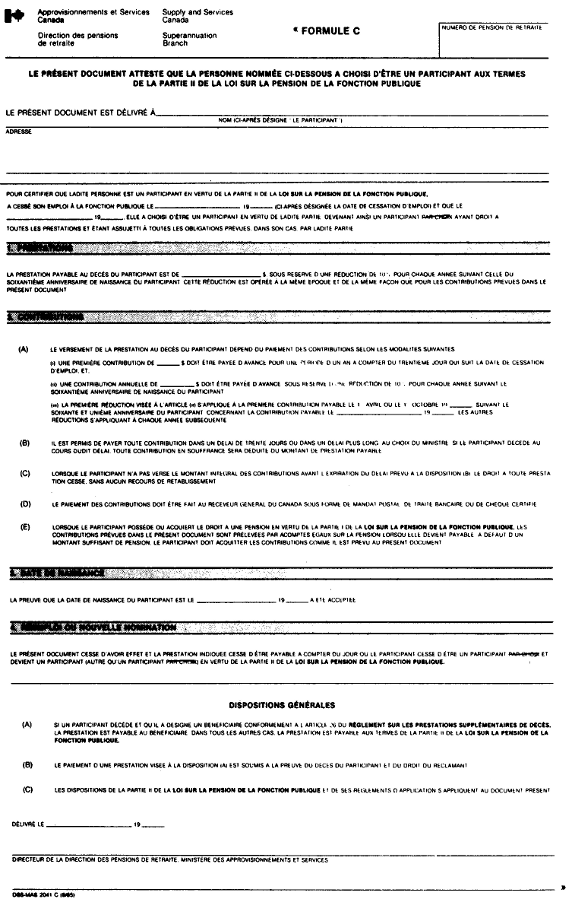 Approvisionnements et Services Canada
Supply and Services Canada
Direction des pensions de retraite
Superannuation Branch
« FORMULE C
NUMÉRO DE PENSION DE RETRAITE
LE PRÉSENT DOCUMENT ATTESTE QUE LA PERSONNE NOMMÉE CI-DESSOUS A CHOISI D'ÊTRE UN PARTICIPANT AUX TERMES
DE LA PARTIE II DE LA LOI SUR LA PENSION DE LA FONCTION PUBLIQUE
LE PRÉSENT DOCUMENT EST DÉLIVRÉ À
NOM (CI-APRÈS DÉSIGNÉ "LE PARTICIPANT")
ADRESSE
POUR CERTIFIER QUE LADITE PERSONNE EST UN PARTICIPANT EN VERTU DE LA PARTIE II DE LA LOI SUR LA PENSION DE LA FONCTION PUBLIQUE,
A CESSÉ SON EMPLOI À LA FONCTION PUBLIQUE LE 19 (CI-APRÈS DÉSIGNÉE LA DATE DE CESSATION D'EMPLOI) ET QUE LE
19 , ELLE A CHOISI D'ÊTRE UN PARTICIPANT EN VERTU DE LADITE PARTIE, DEVENANT AINSI UN PARTICIPANT PAR CHOIX AYANT DROIT À
TOUTES LES PRESTATIONS ET ÉTANT ASSUJETTI À TOUTES LES OBLIGATIONS PRÉVUES, DANS SON CAS, PAR LADITE PARTIE
1. PRESTATIONS
LA PRESTATION PAYABLE AU DÉCÈS DU PARTICIPANT EST DE $ SOUS RÉSERVE D'UNE RÉDUCTION DE 10% POUR CHAQUE ANNÉE SUIVANT CELLE DU
SOIXANTIÈME ANNIVERSAIRE DE NAISSANCE DU PARTICIPANT. CETTE RÉDUCTION EST OPÉRÉE À LA MÊME ÉPOQUE ET DE LA MÊME FAÇON QUE POUR LES CONTRIBUTIONS PRÉVUES DANS LE
PRÉSENT DOCUMENT
2. CONTRIBUTIONS
(A) LE VERSEMENT DE LA PRESTATION AU DÉCÈS DU PARTICIPANT DÉPEND DU PAIEMENT DES CONTRIBUTIONS SELON LES MODALITÉS SUIVANTES
(i) UNE PREMIÈRE CONTRIBUTION DE $ DOIT ÊTRE PAYÉE D'AVANCE POUR UNE PÉRIODE D'UN AN À COMPTER DU TRENTIÈME JOUR QUI SUIT LA DATE DE CESSATION
D'EMPLOI, ET,
(ii) UNE CONTRIBUTION ANNUELLE DE $ DOIT ÊTRE PAYÉE D'AVANCE SOUS RÉSERVE D'UNE RÉDUCTION DE 10% POUR CHAQUE ANNÉE SUIVANT LE
SOIXANTIÈME ANNIVERSAIRE DE NAISSANCE DU PARTICIPANT
(iii) LA PREMIÈRE RÉDUCTION VISÉE À L'ARTICLE (ii) S'APPLIQUE À LA PREMIÈRE CONTRIBUTION PAYABLE LE 1er AVRIL OU LE 1er OCTOBRE 19 SUIVANT LE
SOIXANTE ET UNIÈME ANNIVERSAIRE DU PARTICIPANT CONCERNANT LA CONTRIBUTION PAYABLE LE 19 LES AUTRES
RÉDUCTIONS S'APPLIQUANT À CHAQUE ANNÉE SUBSÉQUENTE
(B) IL EST PERMIS DE PAYER TOUTE CONTRIBUTION DANS UN DÉLAI DE TRENTE JOURS OU DANS UN DÉLAI PLUS LONG, AU CHOIX DU MINISTRE. SI LE PARTICIPANT DÉCÈDE AU
COURS DUDIT DÉLAI, TOUTE CONTRIBUTION EN SOUFFRANCE SERA DÉDUITE DU MONTANT DE PRESTATION PAYABLE
(C) LORSQUE LE PARTICIPANT N'A PAS VERSÉ LE MONTANT INTÉGRAL DES CONTRIBUTIONS AVANT L'EXPIRATION DU DÉLAI PRÉVU À LA DISPOSITION (B), LE DROIT À TOUTE PRESTA
TION CESSE, SANS AUCUN RECOURS DE RÉTABLISSEMENT
(D) LE PAIEMENT DES CONTRIBUTIONS DOIT ÊTRE FAIT AU RECEVEUR GÉNÉRAL DU CANADA SOUS FORME DE MANDAT POSTAL, DE TRAITE BANCAIRE OU DE CHÈQUE CERTIFIÉ
(E) LORSQUE LE PARTICIPANT POSSÈDE OU ACQUIERT LE DROIT À UNE PENSION EN VERTU DE LA PARTIE I DE LA LOI SUR LA PENSION DE LA FONCTION PUBLIQUE, LES
CONTRIBUTIONS PRÉVUES DANS LE PRÉSENT DOCUMENT SONT PRÉLEVÉES PAR ACOMPTES ÉGAUX SUR LA PENSION LORSQU'ELLE DEVIENT PAYABLE. À DÉFAUT D'UN
MONTANT SUFFISANT DE PENSION, LE PARTICIPANT DOIT ACQUITTER LES CONTRIBUTIONS COMME IL EST PRÉVU AU PRÉSENT DOCUMENT
3. DATE DE NAISSANCE
LA PREUVE QUE LA DATE DE NAISSANCE DU PARTICIPANT EST LE 19 A ÉTÉ ACCEPTÉE
4. RÉEMPLOI OU NOUVELLE NOMINATION
LE PRÉSENT DOCUMENT CESSE D'AVOIR EFFET ET LA PRESTATION INDIQUÉE CESSE D'ÊTRE PAYABLE À COMPTER DU JOUR OÙ LE PARTICIPANT CESSE D'ÊTRE UN PARTICIPANT PAR CHOIX ET
DEVIENT UN PARTICIPANT (AUTRE QU'UN PARTICIPANT PAR CHOIX) EN VERTU DE LA PARTIE II DE LA LOI SUR LA PENSION DE LA FONCTION PUBLIQUE.
DISPOSITIONS GÉNÉRALES
(A) SI UN PARTICIPANT DÉCÈDE ET QU'IL A DÉSIGNÉ UN BÉNÉFICIAIRE CONFORMÉMENT À L'ARTICLE 26 DU RÈGLEMENT SUR LES PRESTATIONS SUPPLÉMENTAIRES DE DÉCÈS,
LA PRESTATION EST PAYABLE AU BÉNÉFICIAIRE. DANS TOUS LES AUTRES CAS, LA PRESTATION EST PAYABLE AUX TERMES DE LA PARTIE II DE LA LOI SUR LA PENSION DE LA
FONCTION PUBLIQUE.
(B) LE PAIEMENT D'UNE PRESTATION VISÉE À LA DISPOSITION (A) EST SOUMIS À LA PREUVE DU DÉCÈS DU PARTICIPANT ET DU DROIT DU RÉCLAMANT
(C) LES DISPOSITIONS DE LA PARTIE II DE LA LOI SUR LA PENSION DE LA FONCTION PUBLIQUE ET DE SES RÈGLEMENTS D'APPLICATION S'APPLIQUENT AU DOCUMENT PRÉSENT
DÉLIVRÉ LE 19
DIRECTEUR DE LA DIRECTION DES PENSIONS DE RETRAITE, MINISTÈRE DES APPROVISIONNEMENTS ET SERVICES
DSS-MAS 2041 C (6/85)
»